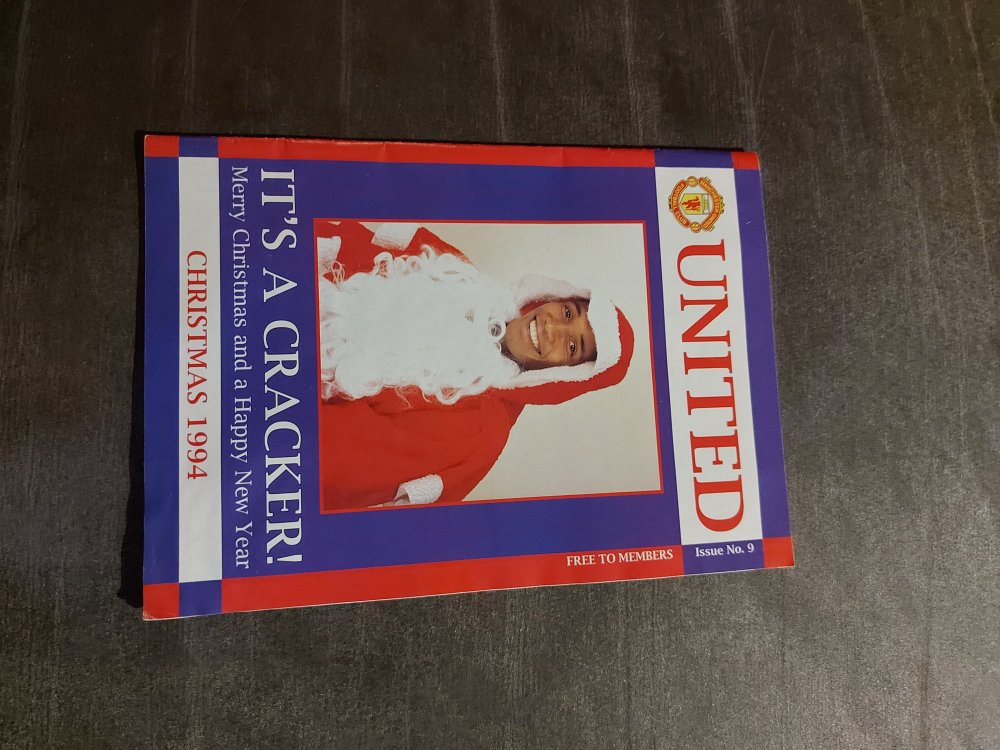 UNITED
Issue No. 9
FREE TO MEMBERS
IT'S A CRACKER!
Merry Christmas and a Happy New Year
CHRISTMAS 1994